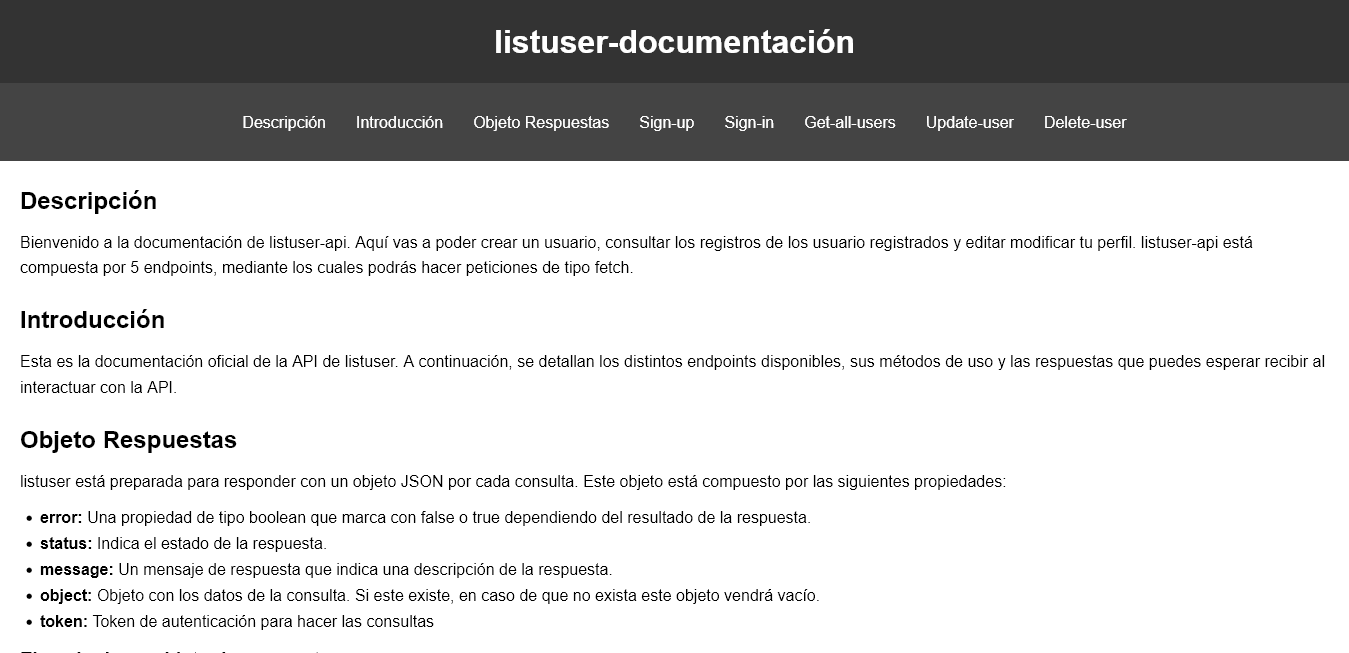 listuser-documentación
Descripción Introducción Objeto Respuestas Sign-up Sign-in Get-all-users Update-user Delete-user
Descripción
Bienvenido a la documentación de listuser-api. Aquí vas a poder crear un usuario, consultar los registros de los usuario registrados y editar modificar tu perfil. listuser-api está
compuesta por 5 endpoints, mediante los cuales podrás hacer peticiones de tipo fetch.
Introducción
Esta es la documentación oficial de la API de listuser. A continuación, se detallan los distintos endpoints disponibles, sus métodos de uso y las respuestas que puedes esperar recibir al
interactuar con la API.
Objeto Respuestas
listuser está preparada para responder con un objeto JSON por cada consulta. Este objeto está compuesto por las siguientes propiedades:
• error: Una propiedad de tipo boolean que marca con false o true dependiendo del resultado de la respuesta.
• status: Indica el estado de la respuesta.
• message: Un mensaje de respuesta que indica una descripción de la respuesta.
• object: Objeto con los datos de la consulta. Si este existe, en caso de que no exista este objeto vendrá vacío.
• token: Token de autenticación para hacer las consultas